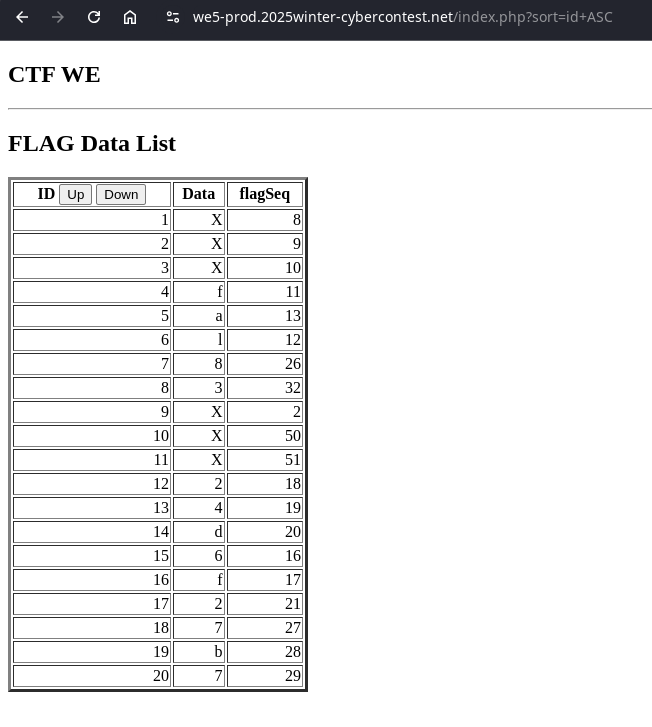 we5-prod.2025winter-cybercontest.net/index.php?sort=id+ASC
CTF WE
FLAG Data List
ID Up Down Data flagSeq
1 X 8
2 X 9
3 X 10
4 f 11
5 a 13
6 l 12
7 8 26
8 3 32
9 X 2
10 X 50
11 X 51
12 2 18
13 4 19
14 d 20
15 6 16
16 f 17
17 2 21
18 7 27
19 b 28
20 7 29